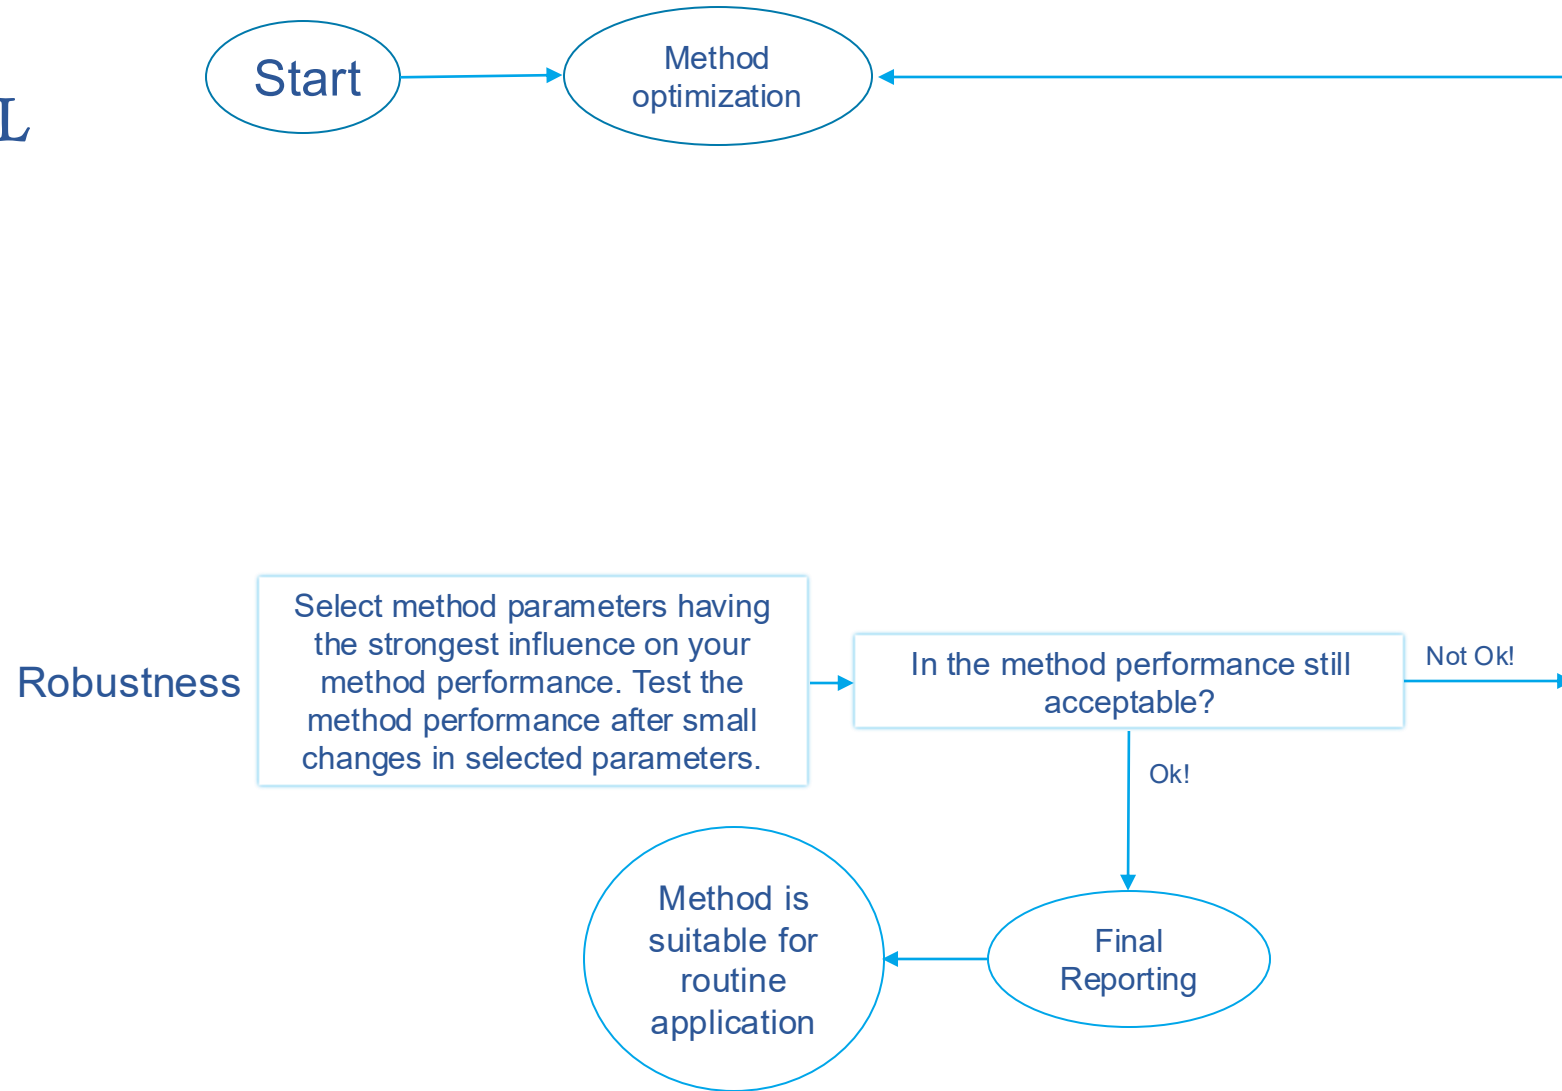 Start
Method
optimization
L
Robustness
Select method parameters having
the strongest influence on your
method performance. Test the
method performance after small
changes in selected parameters.
In the method performance still
acceptable?
Not Ok!
Ok!
Method is
suitable for
routine
application
Final
Reporting